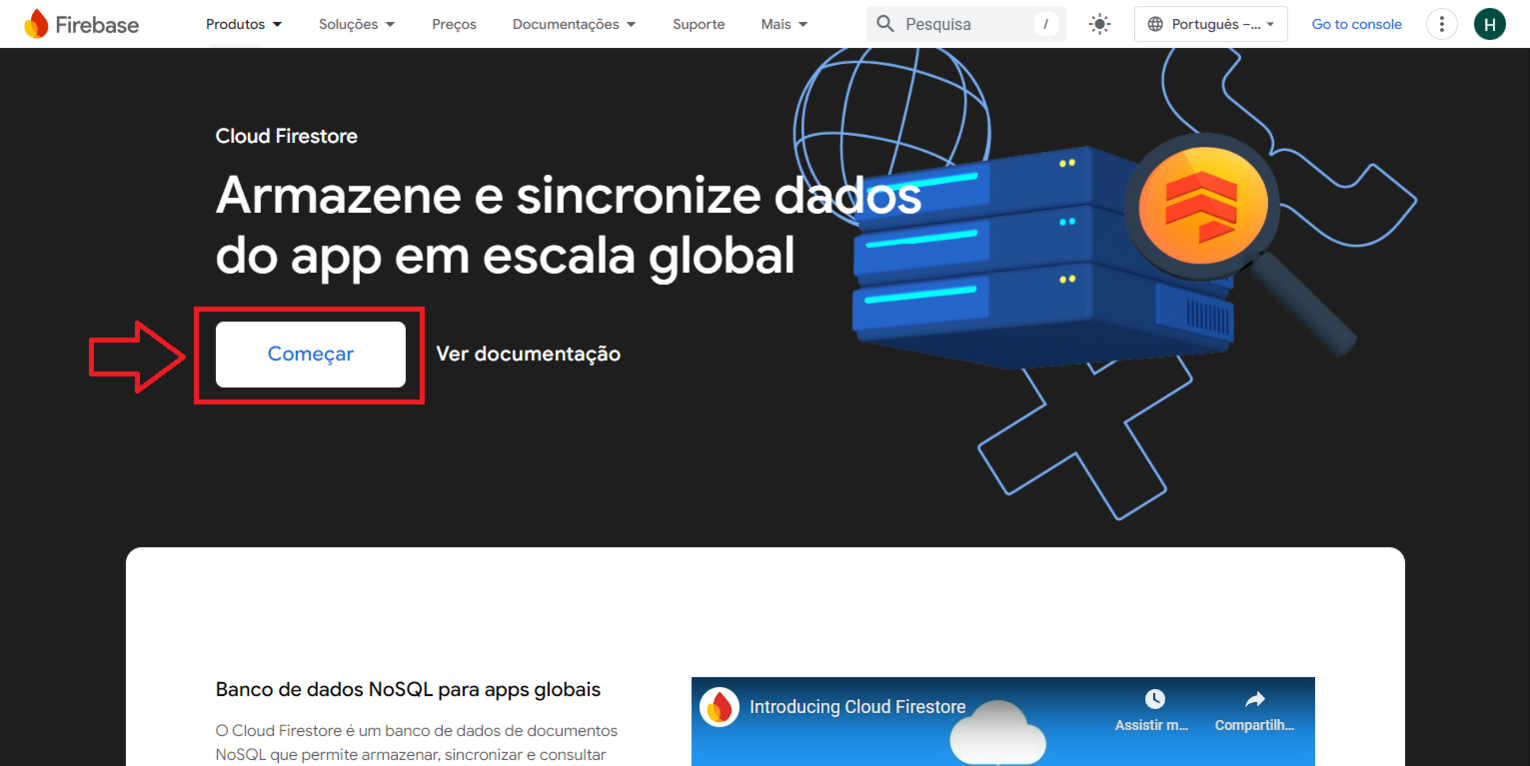 Firebase
Produtos
Soluções
Preços
Documentações
Suporte
Mais
Pesquisa
/
Português –...
Go to console
H
Cloud Firestore
Armazene e sincronize dados
do app em escala global
Começar
Ver documentação
Banco de dados NoSQL para apps globais
O Cloud Firestore é um banco de dados de documentos
NoSQL que permite armazenar, sincronizar e consultar
Introducing Cloud Firestore
Assistir m...
Compartilh...